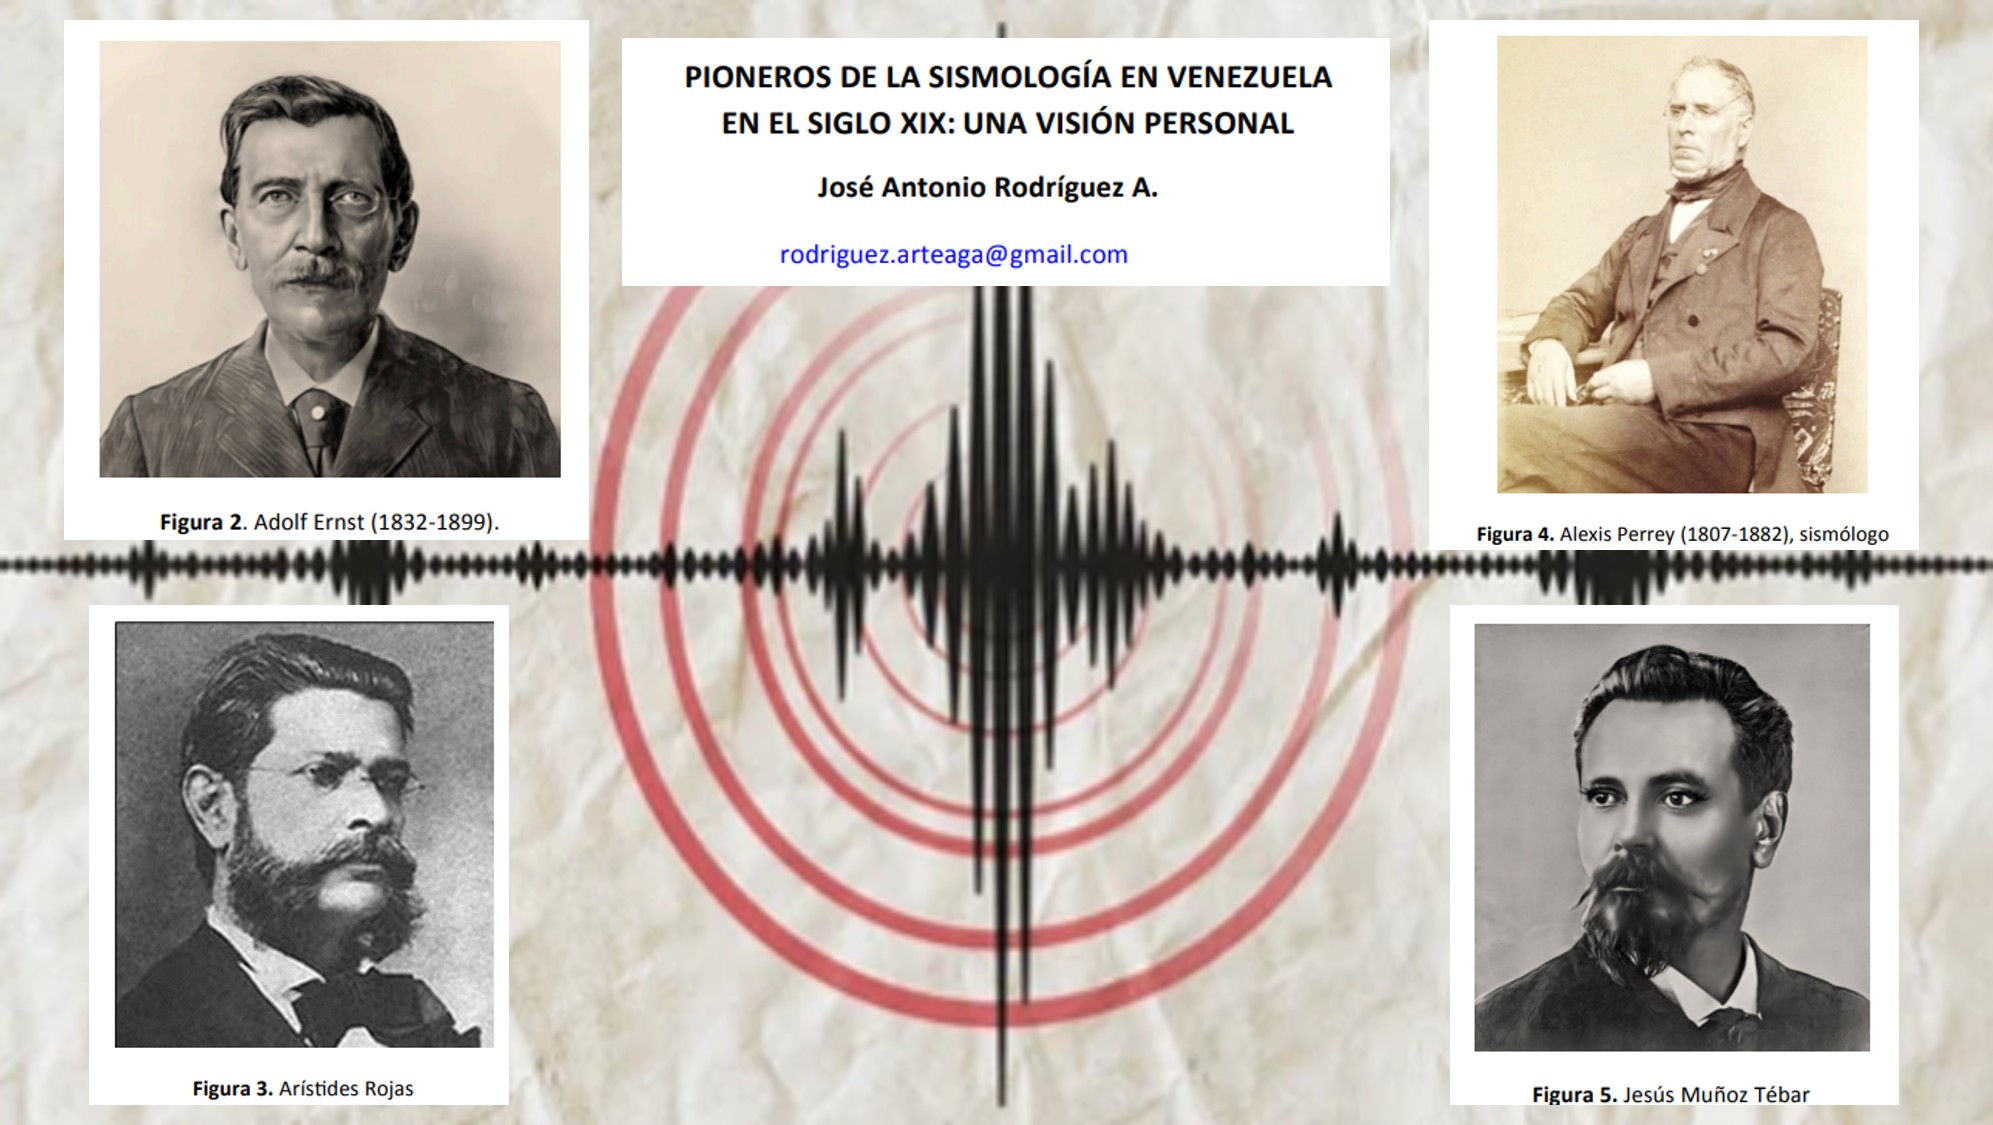 PIONEROS DE LA SISMOLOGÍA EN VENEZUELA
EN EL SIGLO XIX: UNA VISIÓN PERSONAL
José Antonio Rodríguez A.
rodriguez.arteaga@gmail.com
Figura 2. Adolf Ernst (1832-1899).
Figura 4. Alexis Perrey (1807-1882), sismólogo
Figura 3. Arístides Rojas
Figura 5. Jesús Muñoz Tébar